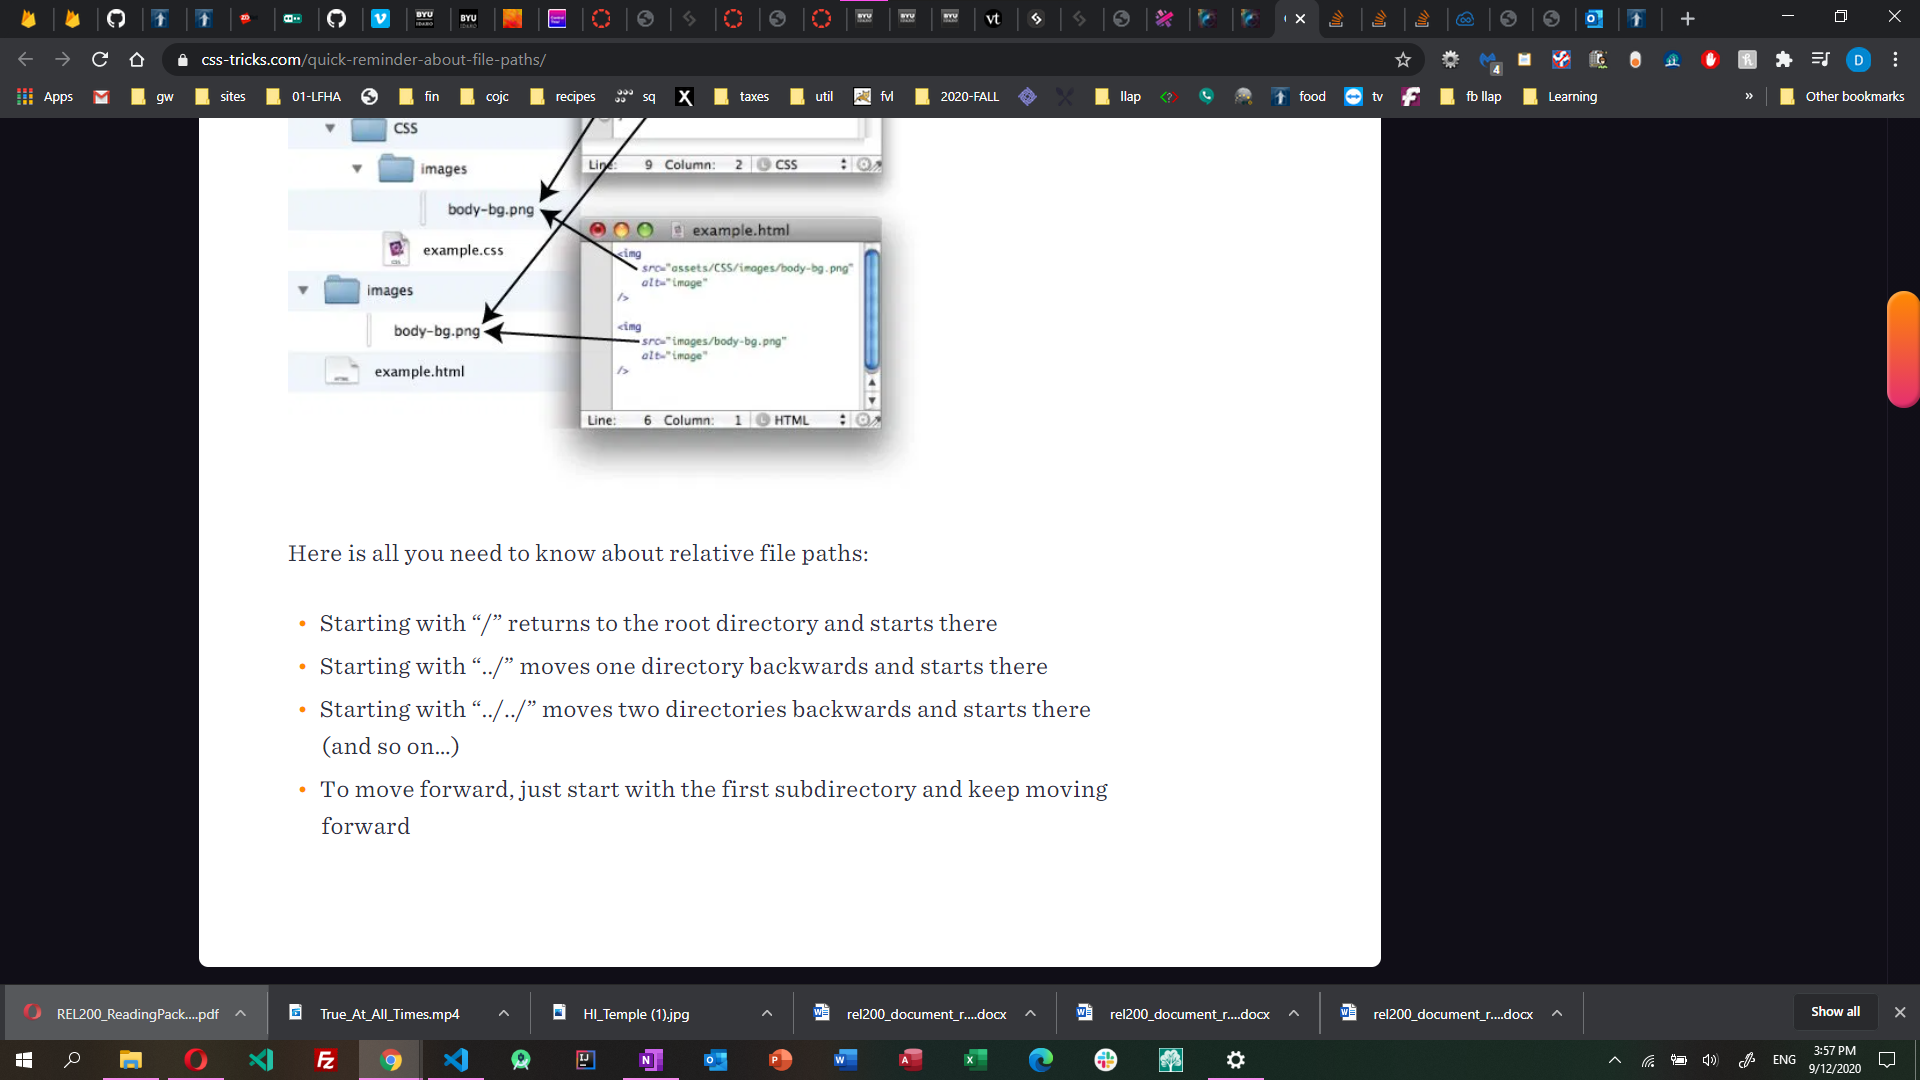 css-tricks.com/quick-reminder-about-file-paths/
4
D
Apps
gw
sites
01-LFHA
fin
cojc
recipes
sq
taxes
util
fvl
2020-FALL
llap
food
tv
fb llap
Learning
»
Other bookmarks
CSS
images
body-bg.png
example.css
images
body-bg.png
example.html
Line: 9 Column: 2 CSS
example.html
<img
src="assets/CSS/images/body-bg.png"
alt="image"
/>
<img
src="images/body-bg.png"
alt="image"
/>
Line: 6 Column: 1 HTML
Here is all you need to know about relative file paths:
• Starting with “/” returns to the root directory and starts there
• Starting with “../” moves one directory backwards and starts there
• Starting with “../../” moves two directories backwards and starts there
(and so on…)
• To move forward, just start with the first subdirectory and keep moving
forward
REL200_ReadingPack....pdf
True_At_All_Times.mp4
HI_Temple (1).jpg
rel200_document_r....docx
rel200_document_r....docx
rel200_document_r....docx
Show all
ENG
3:57 PM
9/12/2020